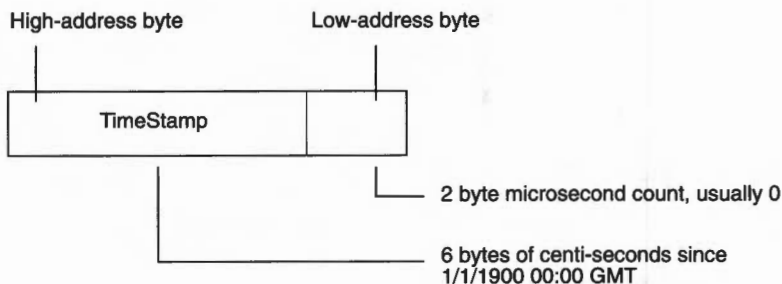 High-address byte
Low-address byte
TimeStamp
2 byte microsecond count, usually 0
6 bytes of centi-seconds since
1/1/1900 00:00 GMT